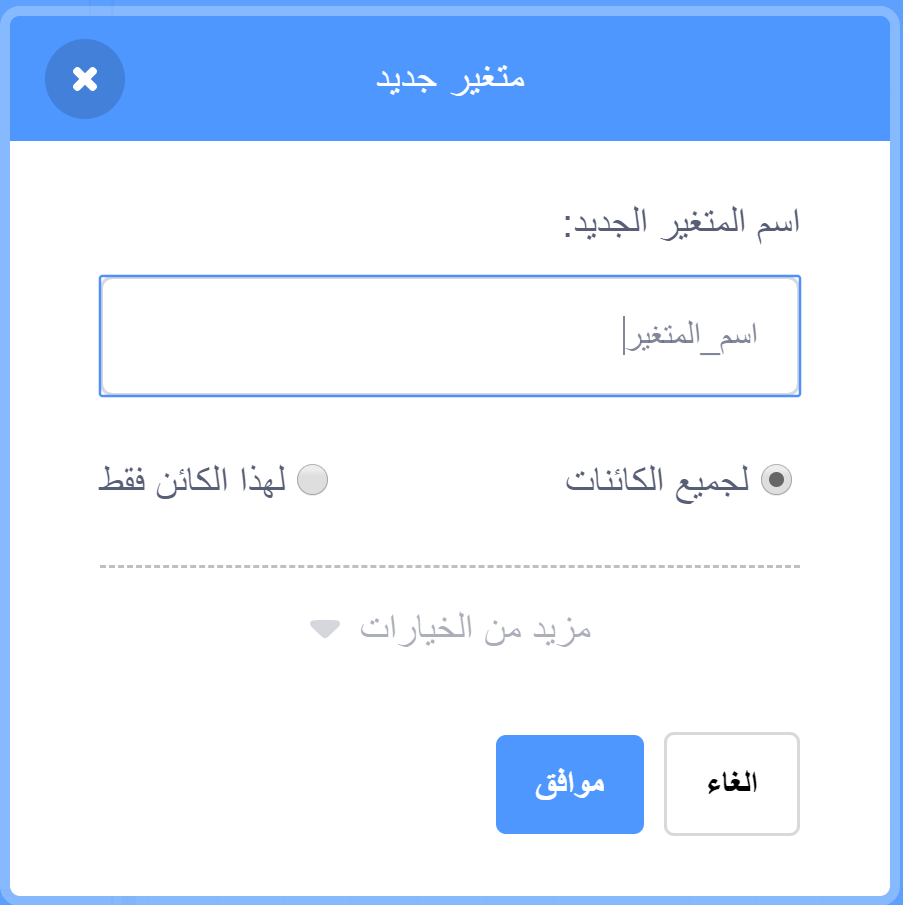 متغير جديد
اسم المتغير الجديد:
اسم_المتغير
لجميع الكائنات
لهذا الكائن فقط
مزيد من الخيارات
الغاء
موافق